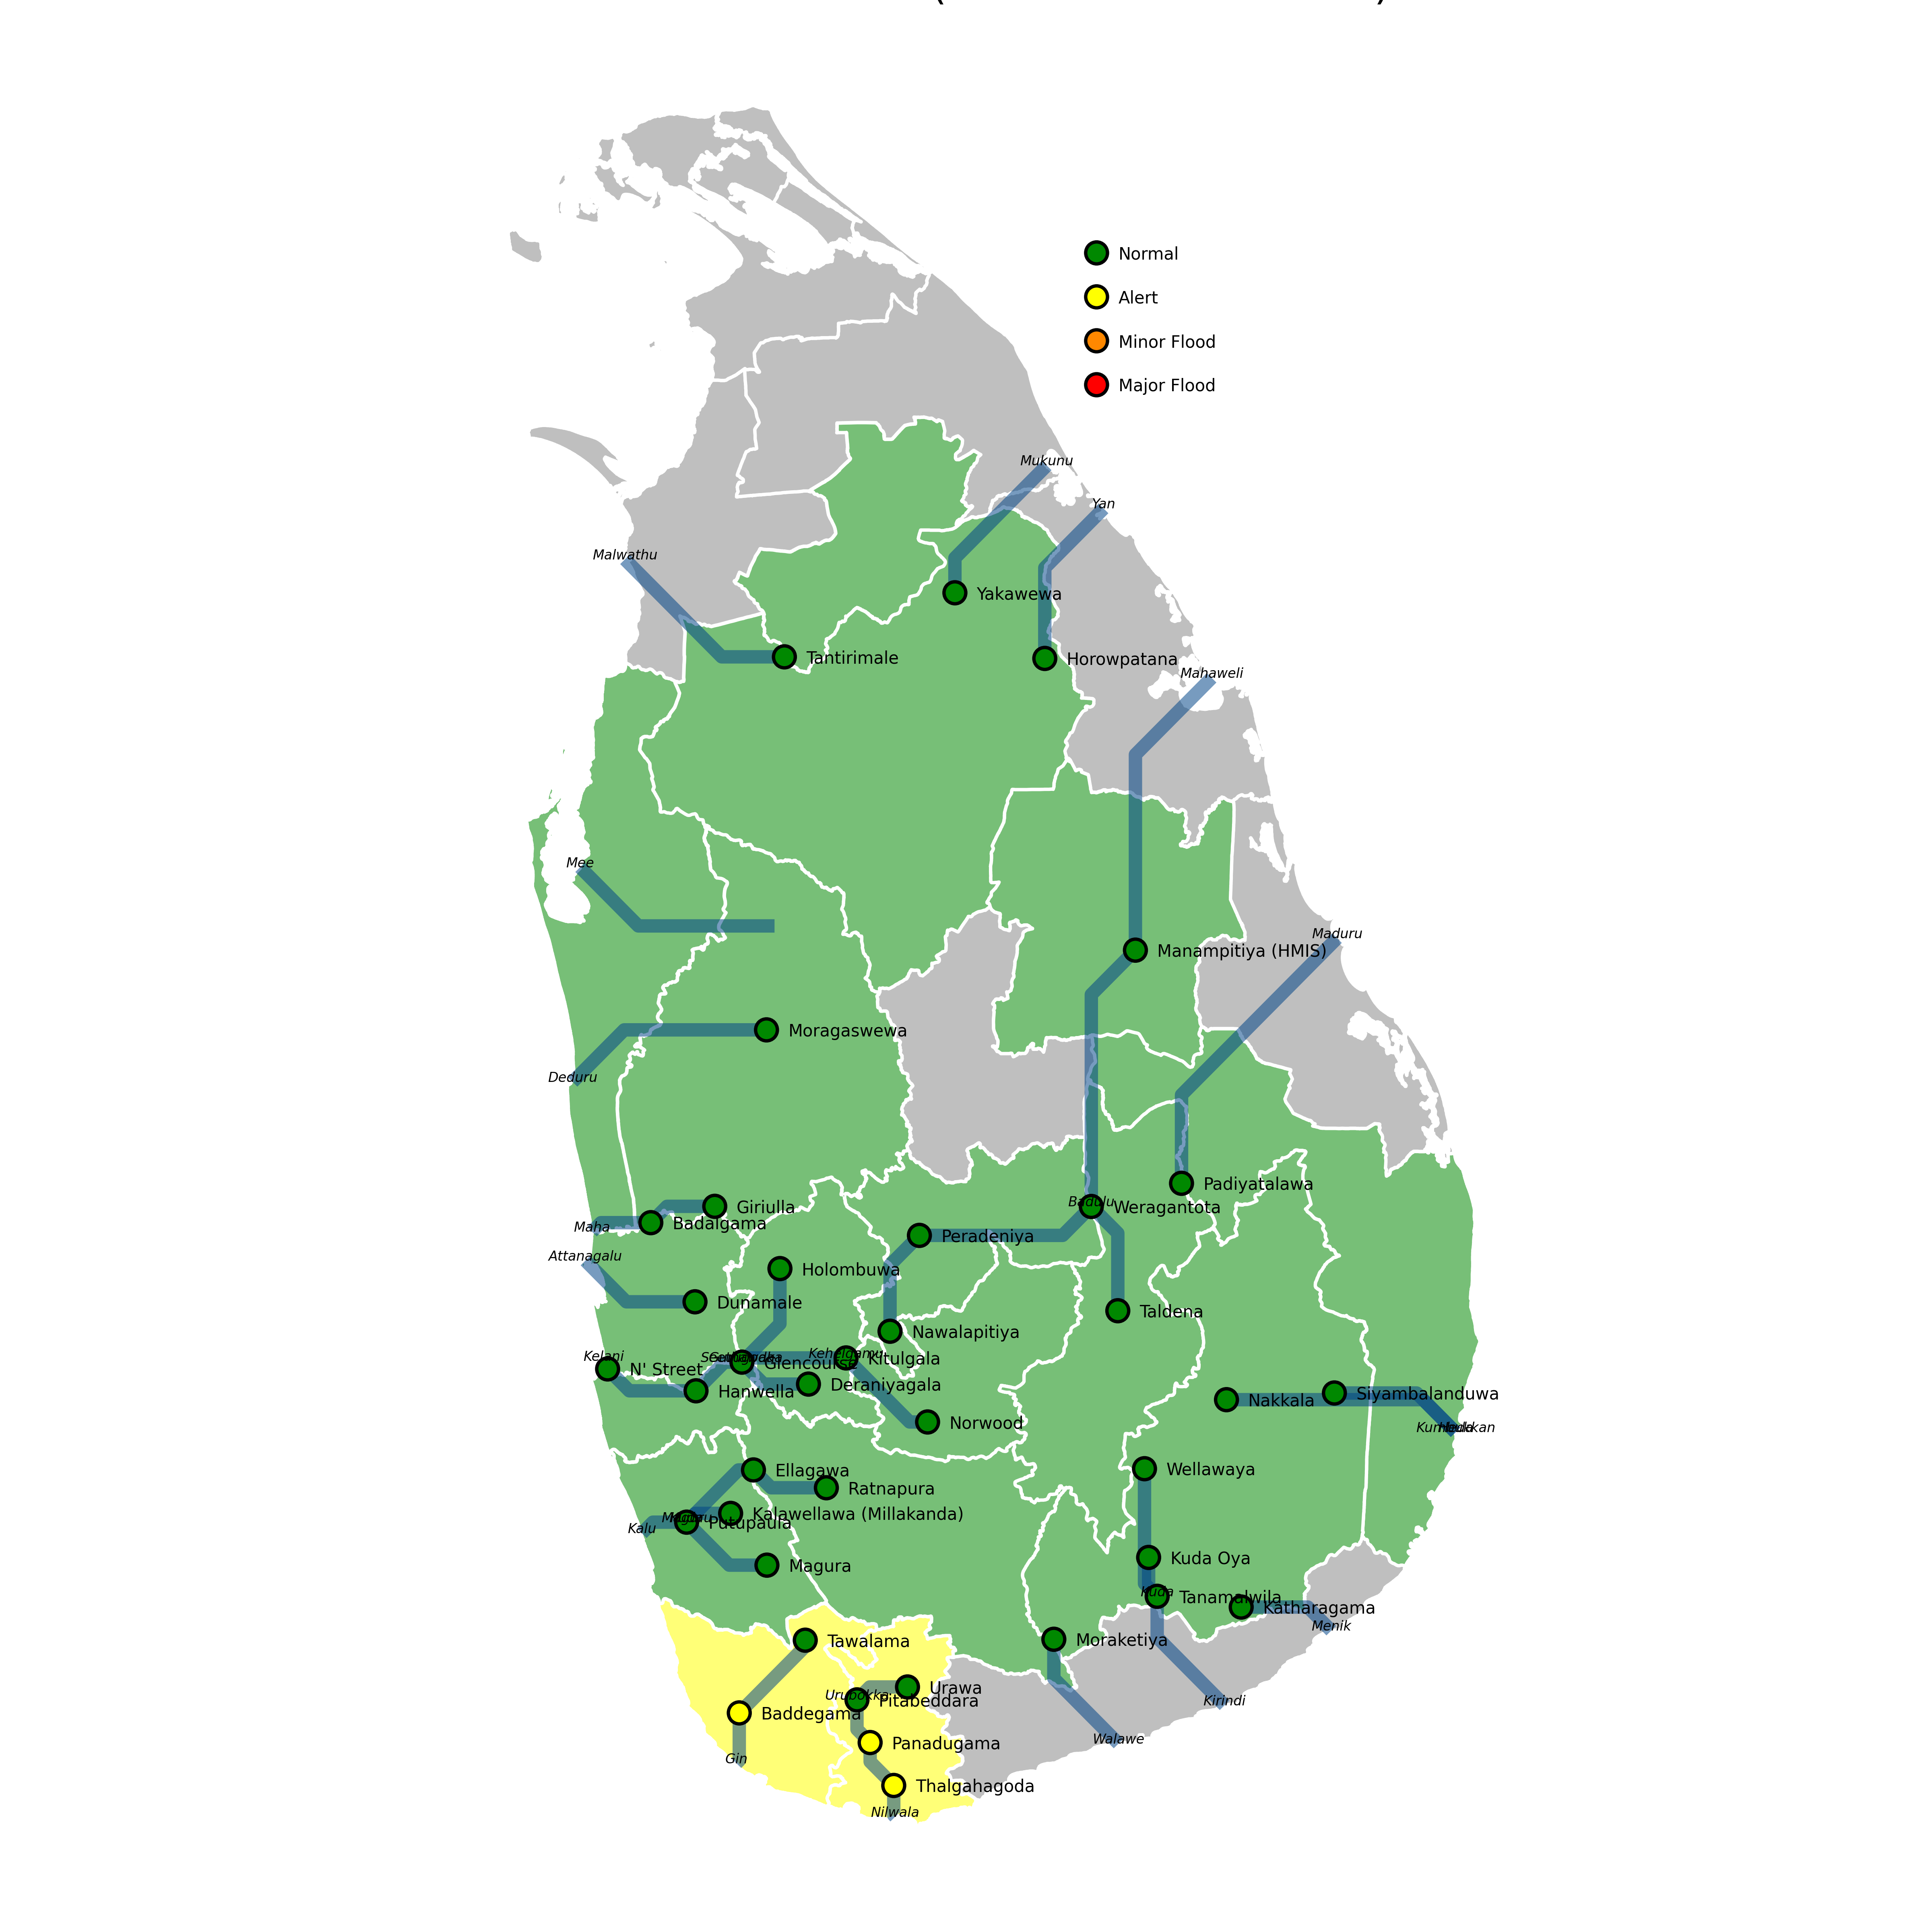 Normal
Alert
Minor Flood
Major Flood
Mukunu
Yan
Malwathu
Yakawewa
Tantirimale
Horowpatana
Mahaweli
Mee
Maduru
Manampitiya (HMIS)
Moragaswewa
Deduru
Padiyatalawa
Badulu
Weragantota
Giriulla
Badalgama
Maha
Peradeniya
Attanagalu
Holombuwa
Dunamale
Taldena
Nawalapitiya
Kelani
Kehelgamu
Kitulgala
Glencourse
N' Street
Deraniyagala
Hanwella
Siyambalanduwa
Nakkala
Norwood
Ellagawa
Wellawaya
Ratnapura
Kalawellawa (Millakanda)
Putupaula
Kalu
Kuda Oya
Magura
Kuda
Tanamalwila
Katharagama
Menik
Tawalama
Moraketiya
Urawa
Urubokka
Pitabeddara
Kirindi
Baddegama
Panadugama
Walawe
Gin
Thalgahagoda
Nilwala